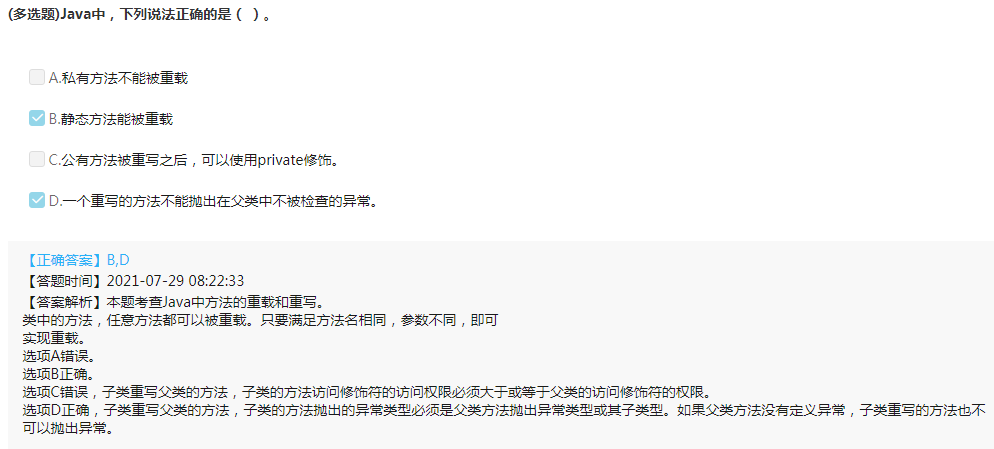 (多选题)Java中，下列说法正确的是（ ）。
A.私有方法不能被重载
B.静态方法能被重载
C.公有方法被重写之后，可以使用private修饰。
D.一个重写的方法不能抛出在父类中不被检查的异常。
【正确答案】B,D
【答题时间】2021-07-29 08:22:33
【答案解析】本题考查Java中方法的重载和重写。
类中的方法，任意方法都可以被重载。只要满足方法名相同，参数不同，即可
实现重载。
选项A错误。
选项B正确。
选项C错误，子类重写父类的方法，子类的方法访问修饰符的访问权限必须大于或等于父类的访问修饰符的权限。
选项D正确，子类重写父类的方法，子类的方法抛出的异常类型必须是父类方法抛出异常类型或其子类型。如果父类方法没有定义异常，子类重写的方法也不
可以抛出异常。